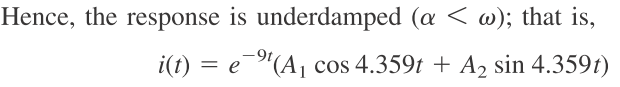 Hence, the response is underdamped (α < ω); that is,
i(t) = e⁻⁹ᵗ(A₁ cos 4.359t + A₂ sin 4.359t)